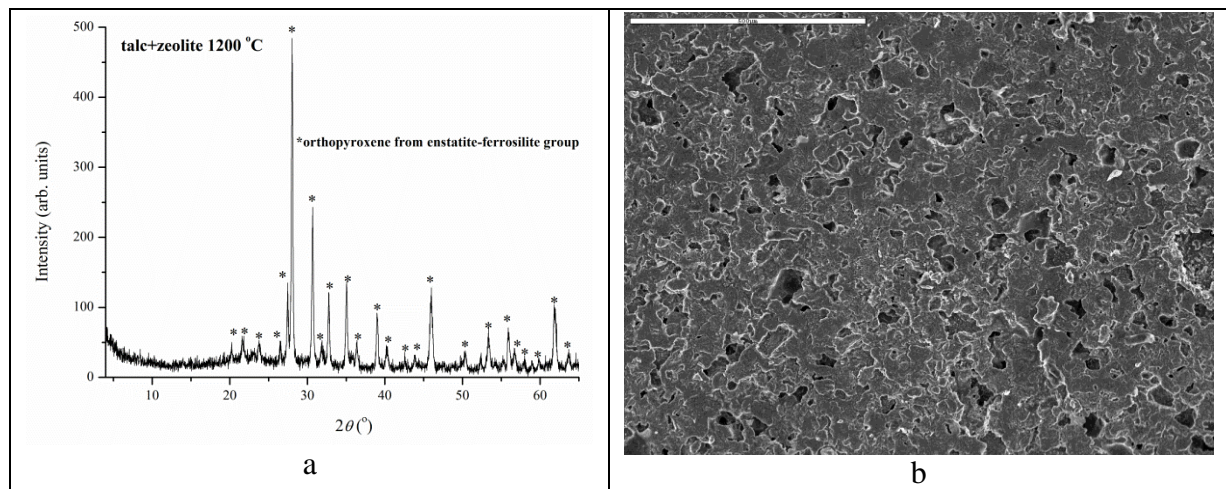 talc+zeolite 1200 °C
*
*orthopyroxene from enstatite-ferrosilite group
500
400
300
200
100
0
Intensity (arb. units)
10 20 30 40 50 60
2θ (°)
a
b